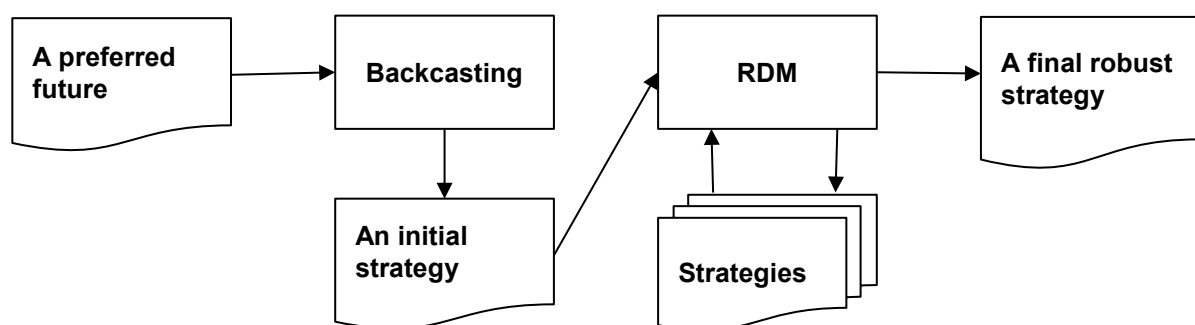 A preferred
future
Backcasting
RDM
A final robust
strategy
An initial
strategy
Strategies